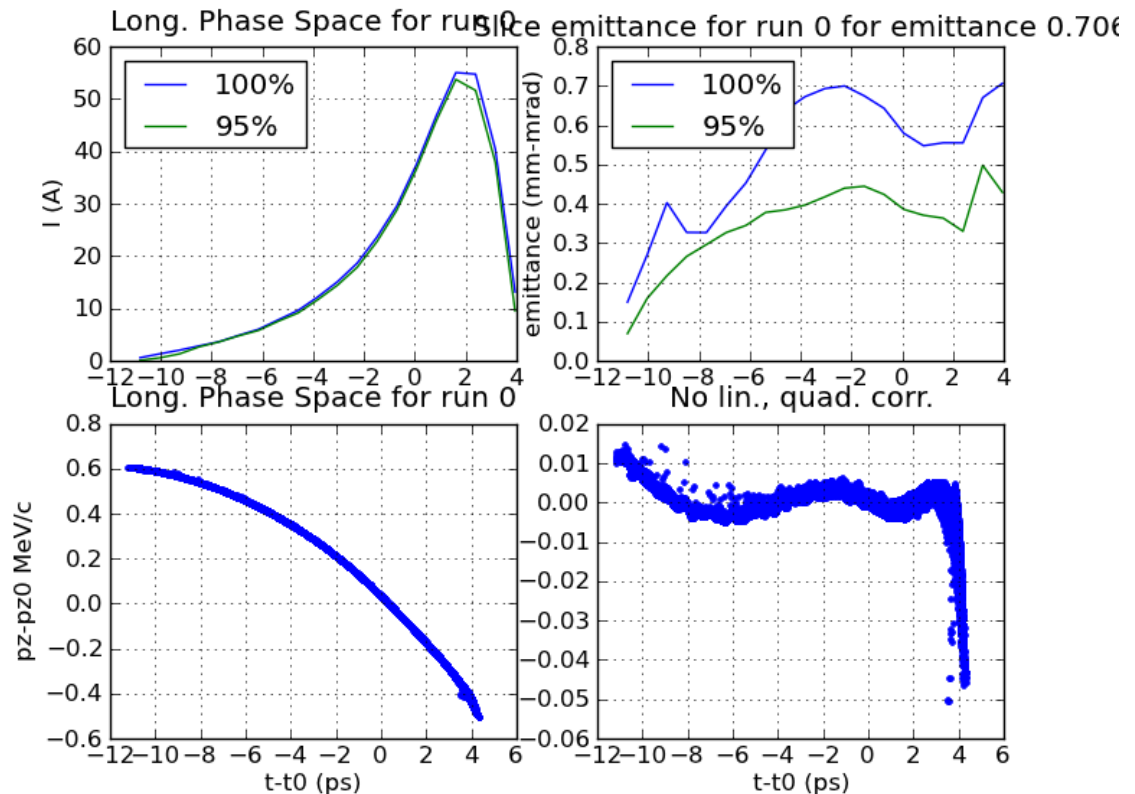 Long. Phase Space for run 0
Slice emittance for run 0 for emittance 0.706
60
50
40
30
20
10
0
I (A)
100%
95%
−12 −10 −8 −6 −4 −2 0 2 4
0.8
0.7
0.6
0.5
0.4
0.3
0.2
0.1
0.0
emittance (mm-mrad)
100%
95%
−12 −10 −8 −6 −4 −2 0 2 4
Long. Phase Space for run 0
0.8
0.6
0.4
0.2
0.0
−0.2
−0.4
−0.6
pz-pz0 MeV/c
−12 −10 −8 −6 −4 −2 0 2 4 6
t-t0 (ps)
No lin., quad. corr.
0.02
0.01
0.00
−0.01
−0.02
−0.03
−0.04
−0.05
−0.06
−12 −10 −8 −6 −4 −2 0 2 4 6
t-t0 (ps)